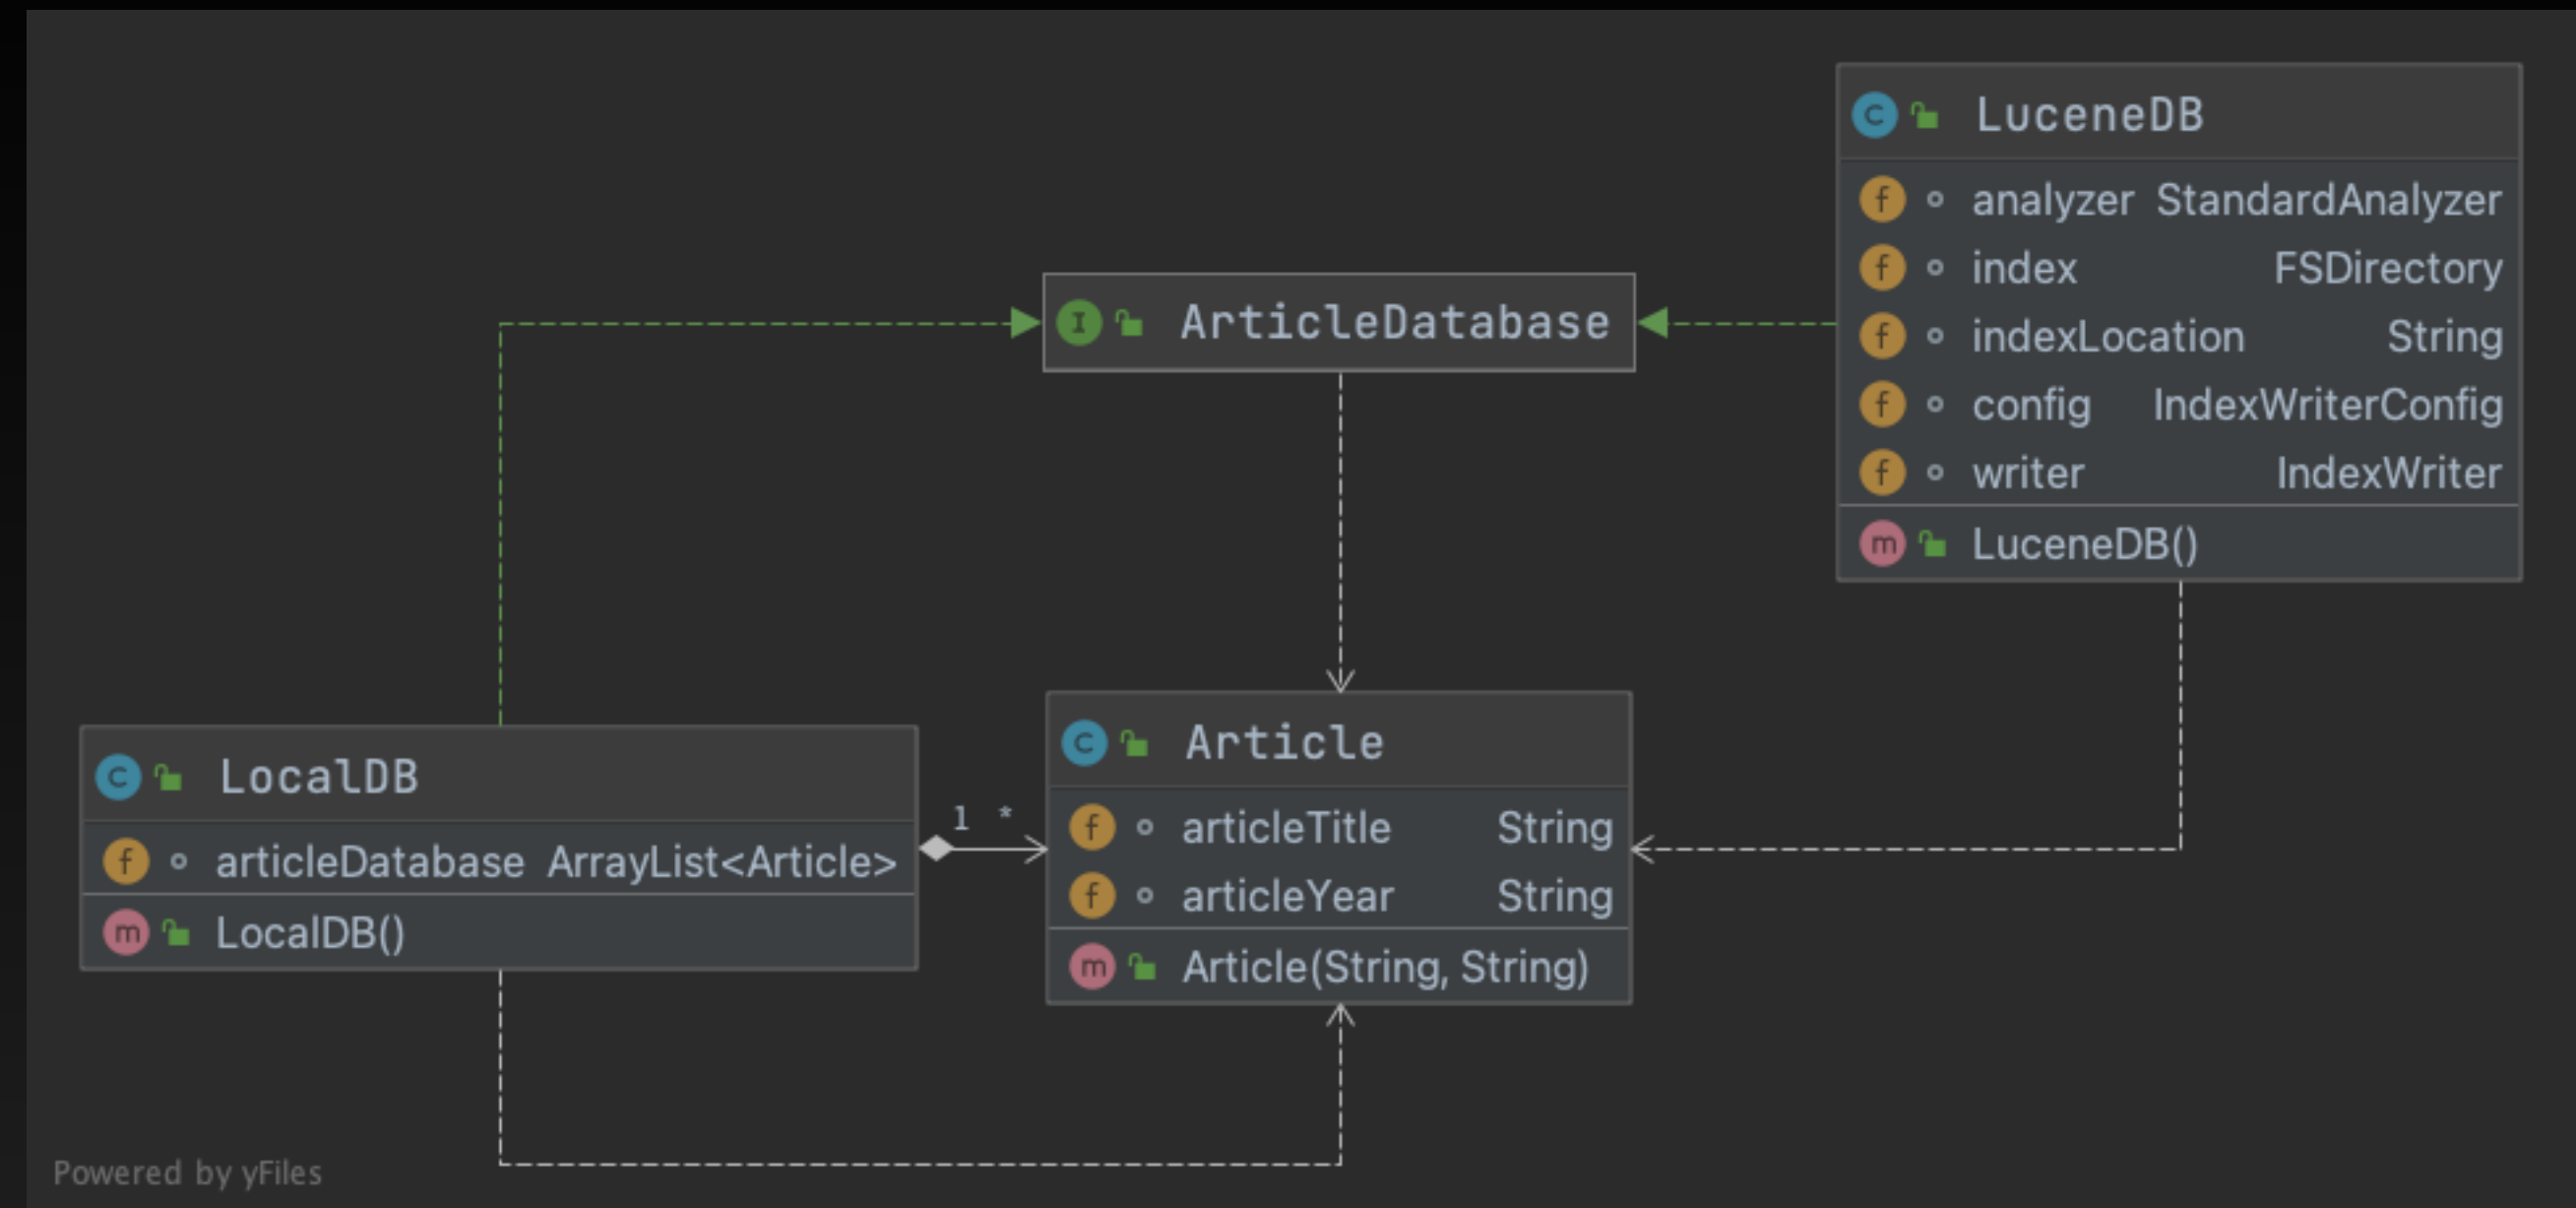 LuceneDB
analyzer StandardAnalyzer
index FSDirectory
indexLocation String
config IndexWriterConfig
writer IndexWriter
LuceneDB()
ArticleDatabase
LocalDB
articleDatabase ArrayList<Article>
LocalDB()
1 *
Article
articleTitle String
articleYear String
Article(String, String)
Powered by yFiles